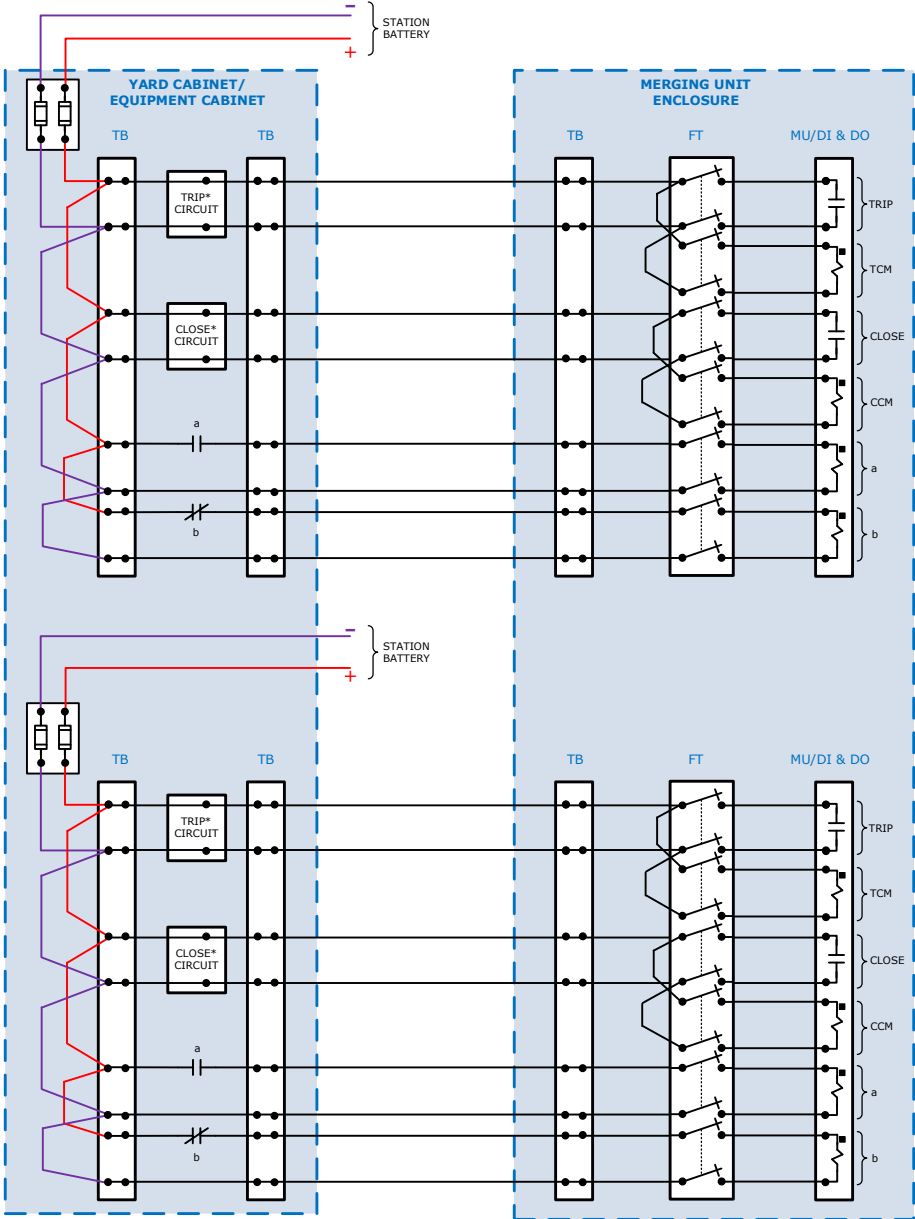 −
STATION
BATTERY
+
YARD CABINET/
EQUIPMENT CABINET
MERGING UNIT
ENCLOSURE
TB
TB
TB
FT
MU/DI & DO
TRIP*
CIRCUIT
TRIP
TCM
CLOSE*
CIRCUIT
CLOSE
CCM
a
a
b
b
−
STATION
BATTERY
+
TB
TB
TB
FT
MU/DI & DO
TRIP*
CIRCUIT
TRIP
TCM
CLOSE*
CIRCUIT
CLOSE
CCM
a
a
b
b